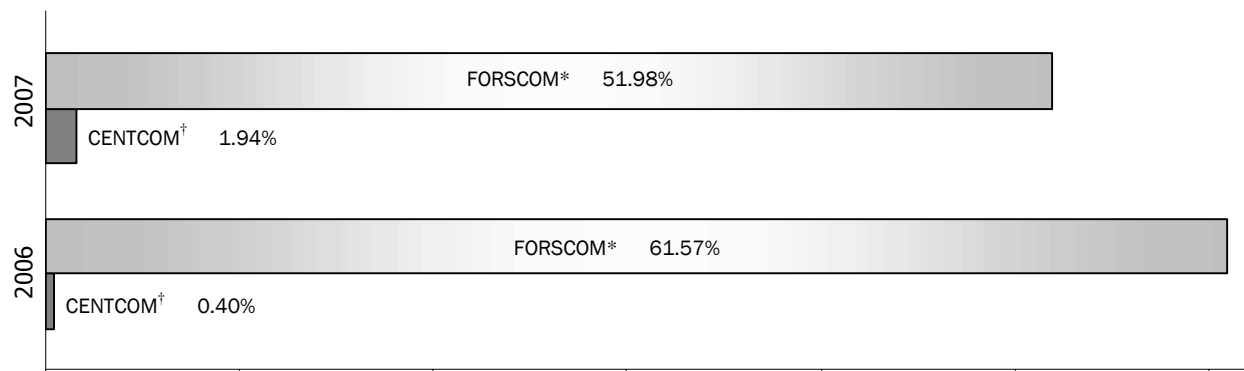 2007
FORSCOM* 51.98%
CENTCOM† 1.94%
2006
FORSCOM* 61.57%
CENTCOM† 0.40%